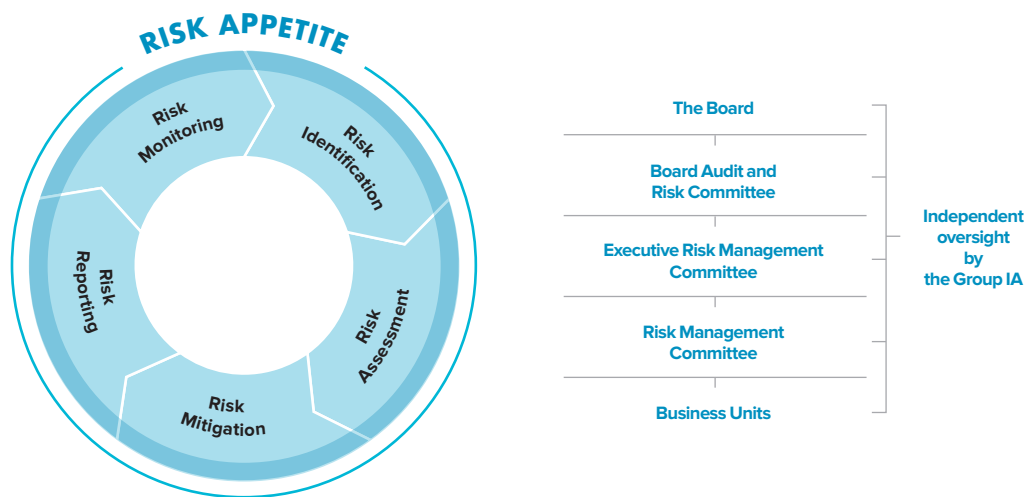 RISK APPETITE
Risk
Identification
Risk
Assessment
Risk
Mitigation
Risk
Reporting
Risk
Monitoring
The Board
Board Audit and
Risk Committee
Executive Risk Management
Committee
Risk Management
Committee
Business Units
Independent
oversight
by
the Group IA